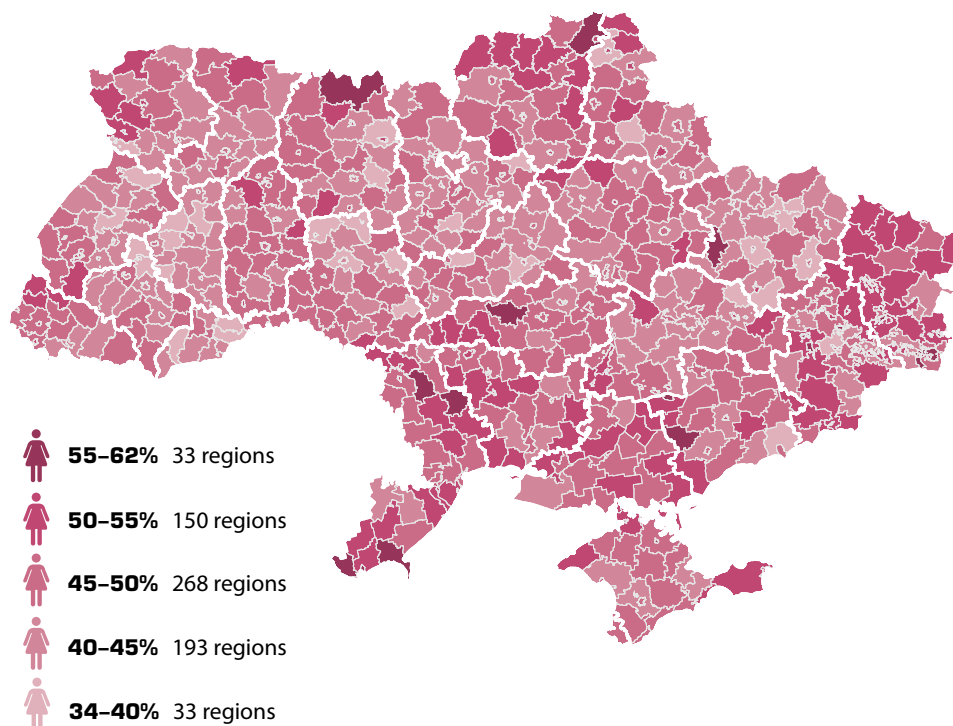 55–62% 33 regions
50–55% 150 regions
45–50% 268 regions
40–45% 193 regions
34–40% 33 regions